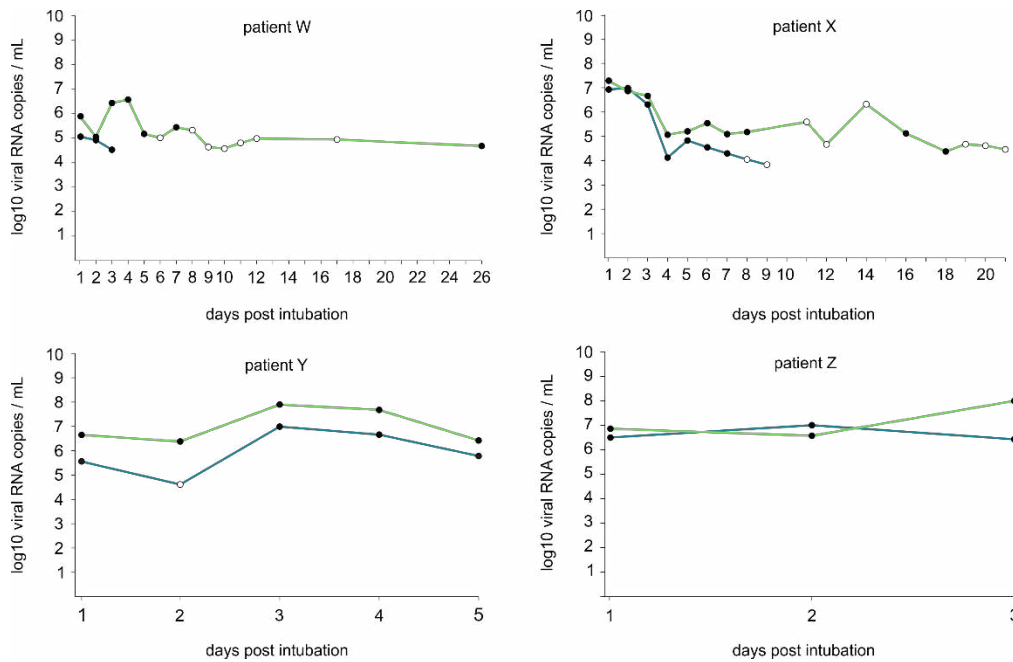 patient W
log10 viral RNA copies / mL
10
9
8
7
6
5
4
3
2
1
1 2 3 4 5 6 7 8 9 10 12 14 16 18 20 22 24 26
days post intubation
patient X
log10 viral RNA copies / mL
10
9
8
7
6
5
4
3
2
1
1 2 3 4 5 6 7 8 9 10 12 14 16 18 20
days post intubation
patient Y
log10 viral RNA copies / mL
10
9
8
7
6
5
4
3
2
1
1 2 3 4 5
days post intubation
patient Z
log10 viral RNA copies / mL
10
9
8
7
6
5
4
3
2
1
1 2 3
days post intubation